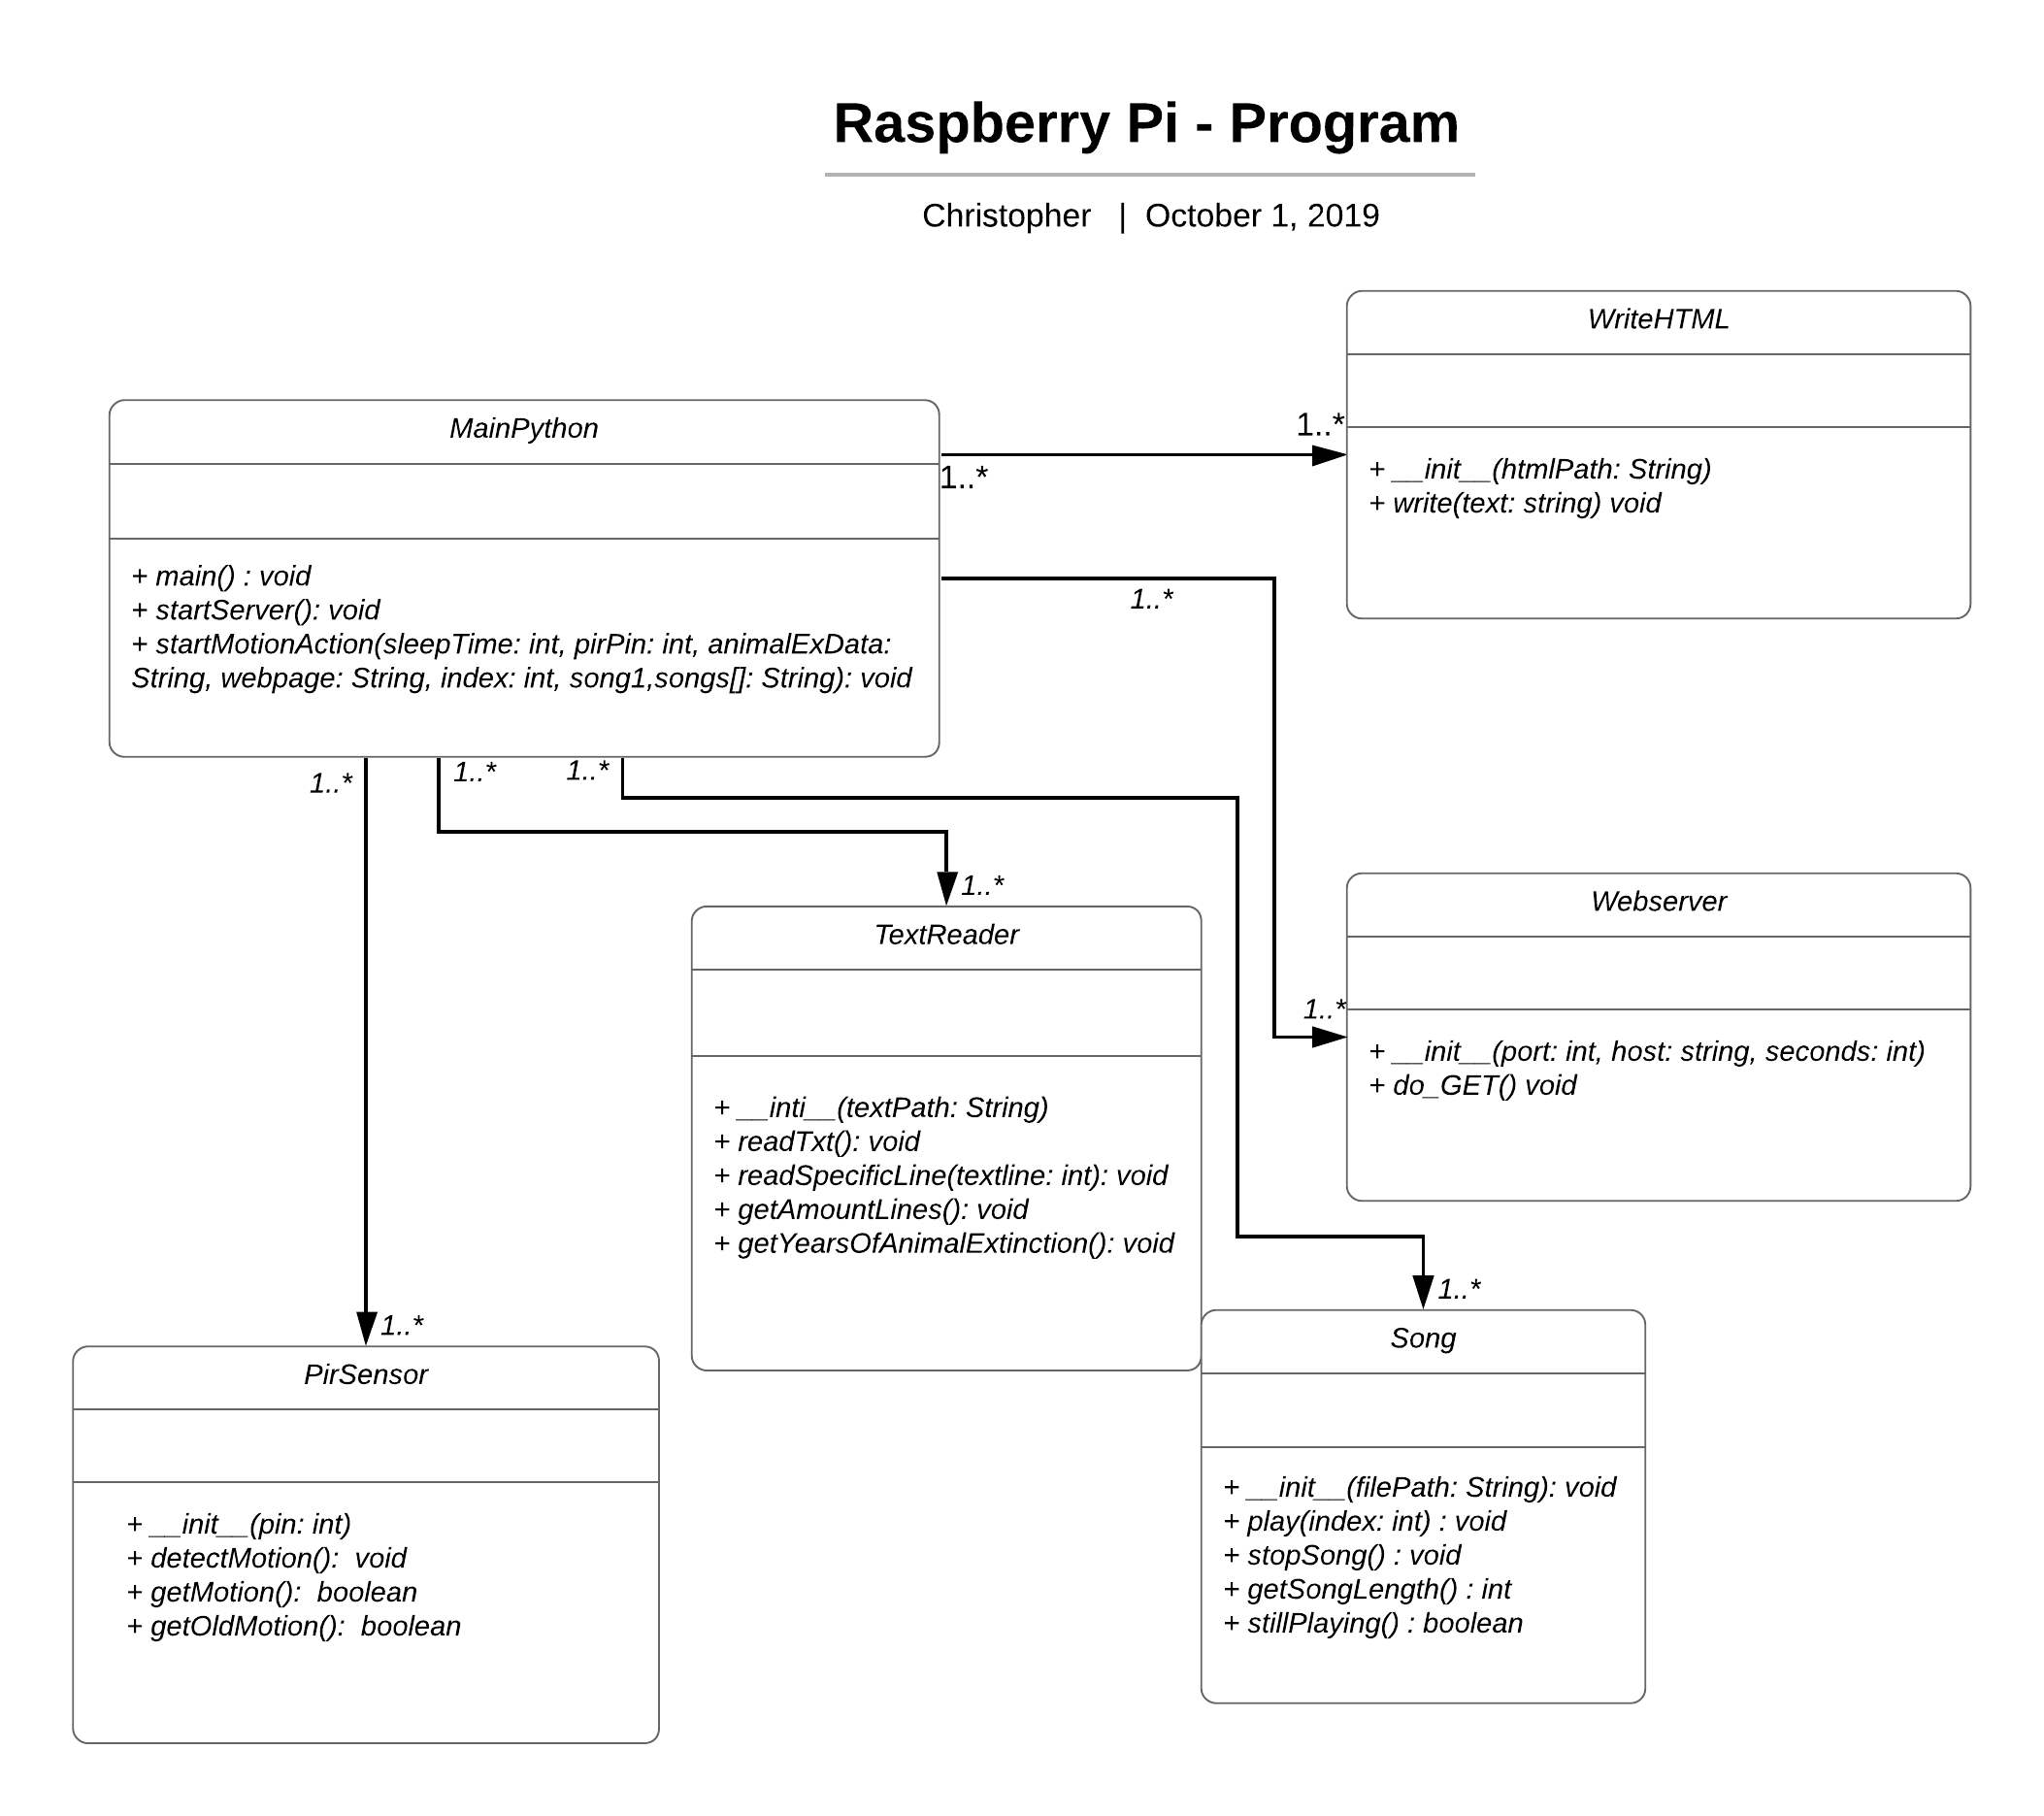 Raspberry Pi - Program
Christopher | October 1, 2019
WriteHTML
1..*
+ __init__(htmlPath: String)
+ write(text: string) void
MainPython
1..*
+ main() : void
+ startServer(): void
+ startMotionAction(sleepTime: int, pirPin: int, animalExData:
String, webpage: String, index: int, song1,songs[]: String): void
1..*
1..*
1..*
1..*
1..*
TextReader
+ __inti__(textPath: String)
+ readTxt(): void
+ readSpecificLine(textline: int): void
+ getAmountLines(): void
+ getYearsOfAnimalExtinction(): void
Webserver
1..*
+ __init__(port: int, host: string, seconds: int)
+ do_GET() void
1..*
Song
+ __init__(filePath: String): void
+ play(index: int) : void
+ stopSong() : void
+ getSongLength() : int
+ stillPlaying() : boolean
1..*
PirSensor
+ __init__(pin: int)
+ detectMotion(): void
+ getMotion(): boolean
+ getOldMotion(): boolean